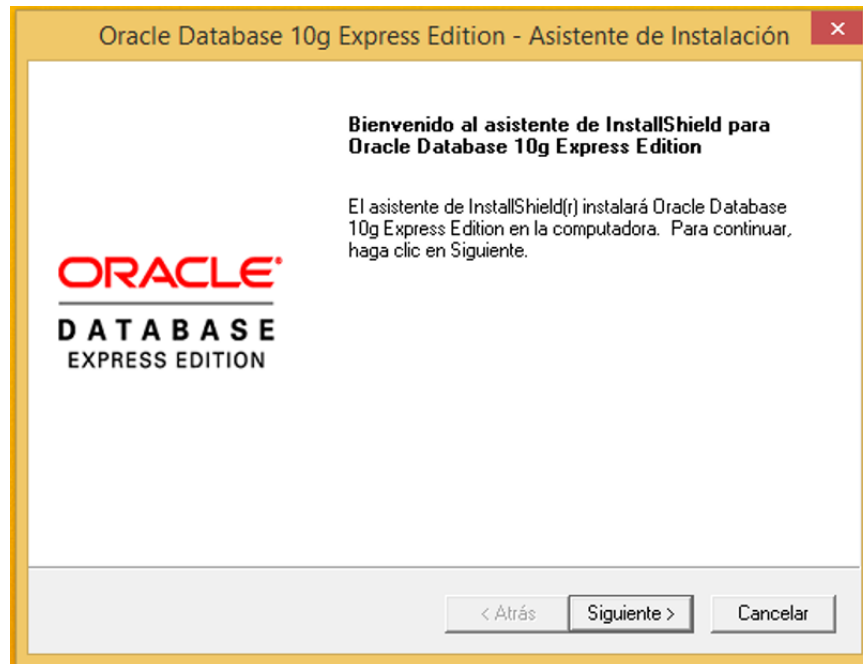 Oracle Database 10g Express Edition - Asistente de Instalación
Bienvenido al asistente de InstallShield para
Oracle Database 10g Express Edition
El asistente de InstallShield(r) instalará Oracle Database
10g Express Edition en la computadora. Para continuar,
haga clic en Siguiente.
ORACLE
DATABASE
EXPRESS EDITION
< Atrás Siguiente > Cancelar